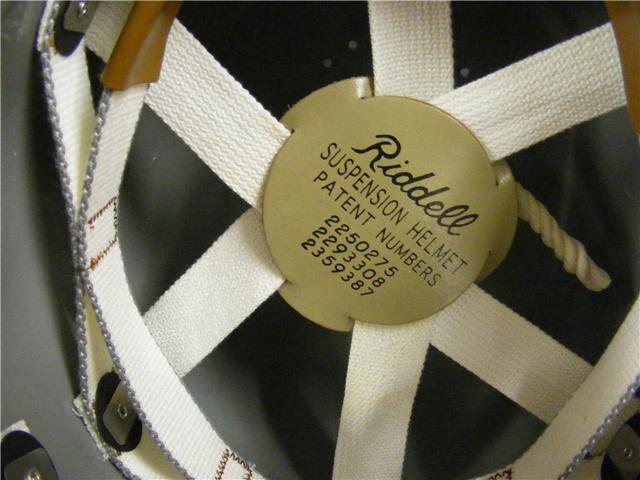 Riddell
SUSPENSION HELMET
PATENT NUMBERS
2250275
2293308
2359387